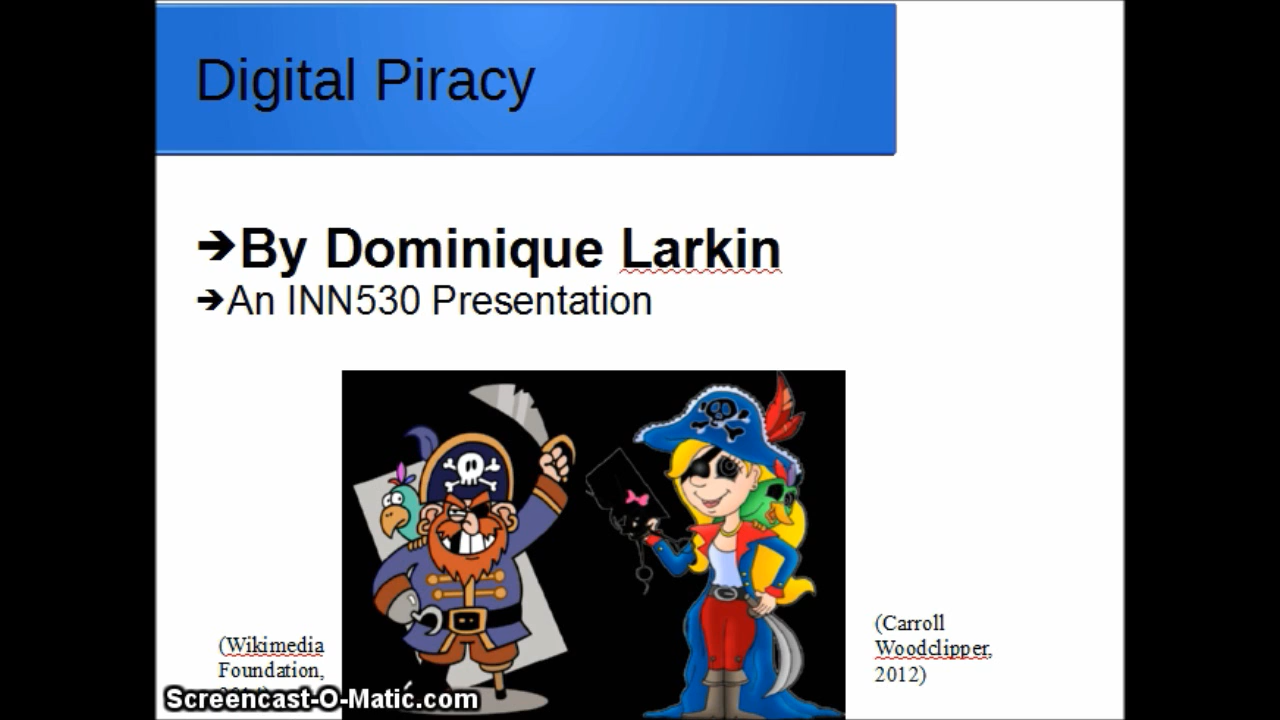 Digital Piracy
➔By Dominique Larkin
➔An INN530 Presentation
(Carroll
Woodclipper,
2012)
(Wikimedia
Foundation,
Screencast-O-Matic.com